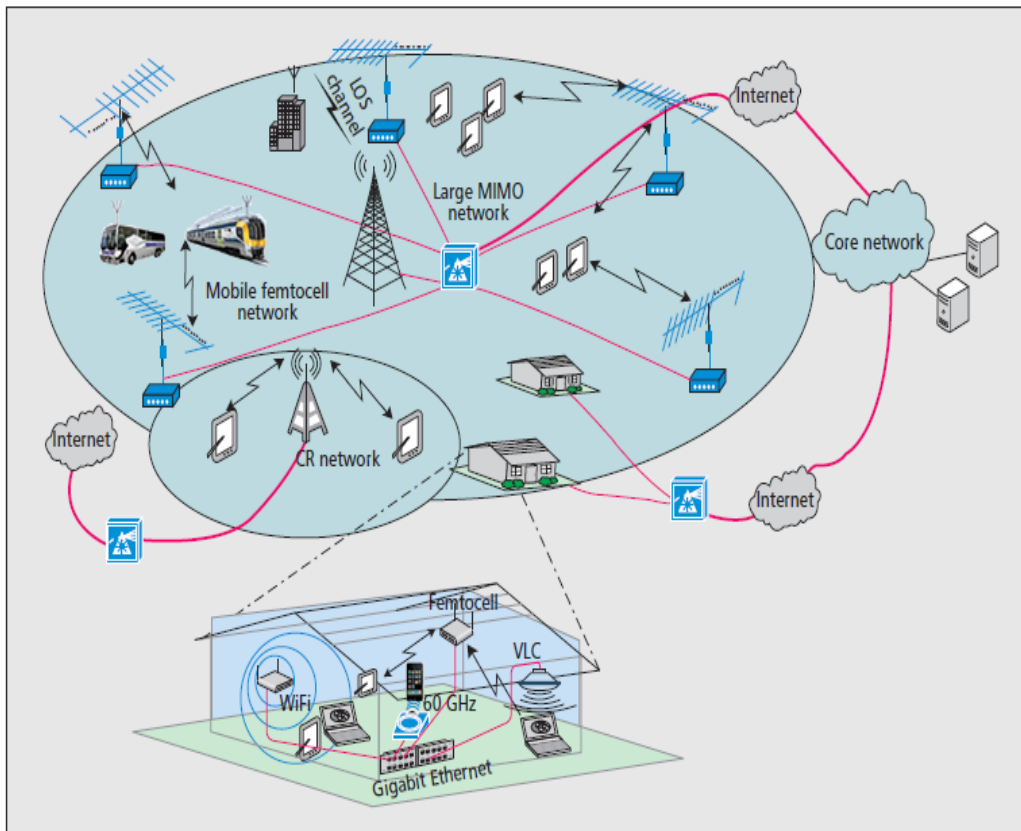 LOS
channel
Internet
Large MIMO
network
Core network
Mobile femtocell
network
Internet
CR network
Internet
Femtocell
VLC
WiFi
60 GHz
Gigabit Ethernet